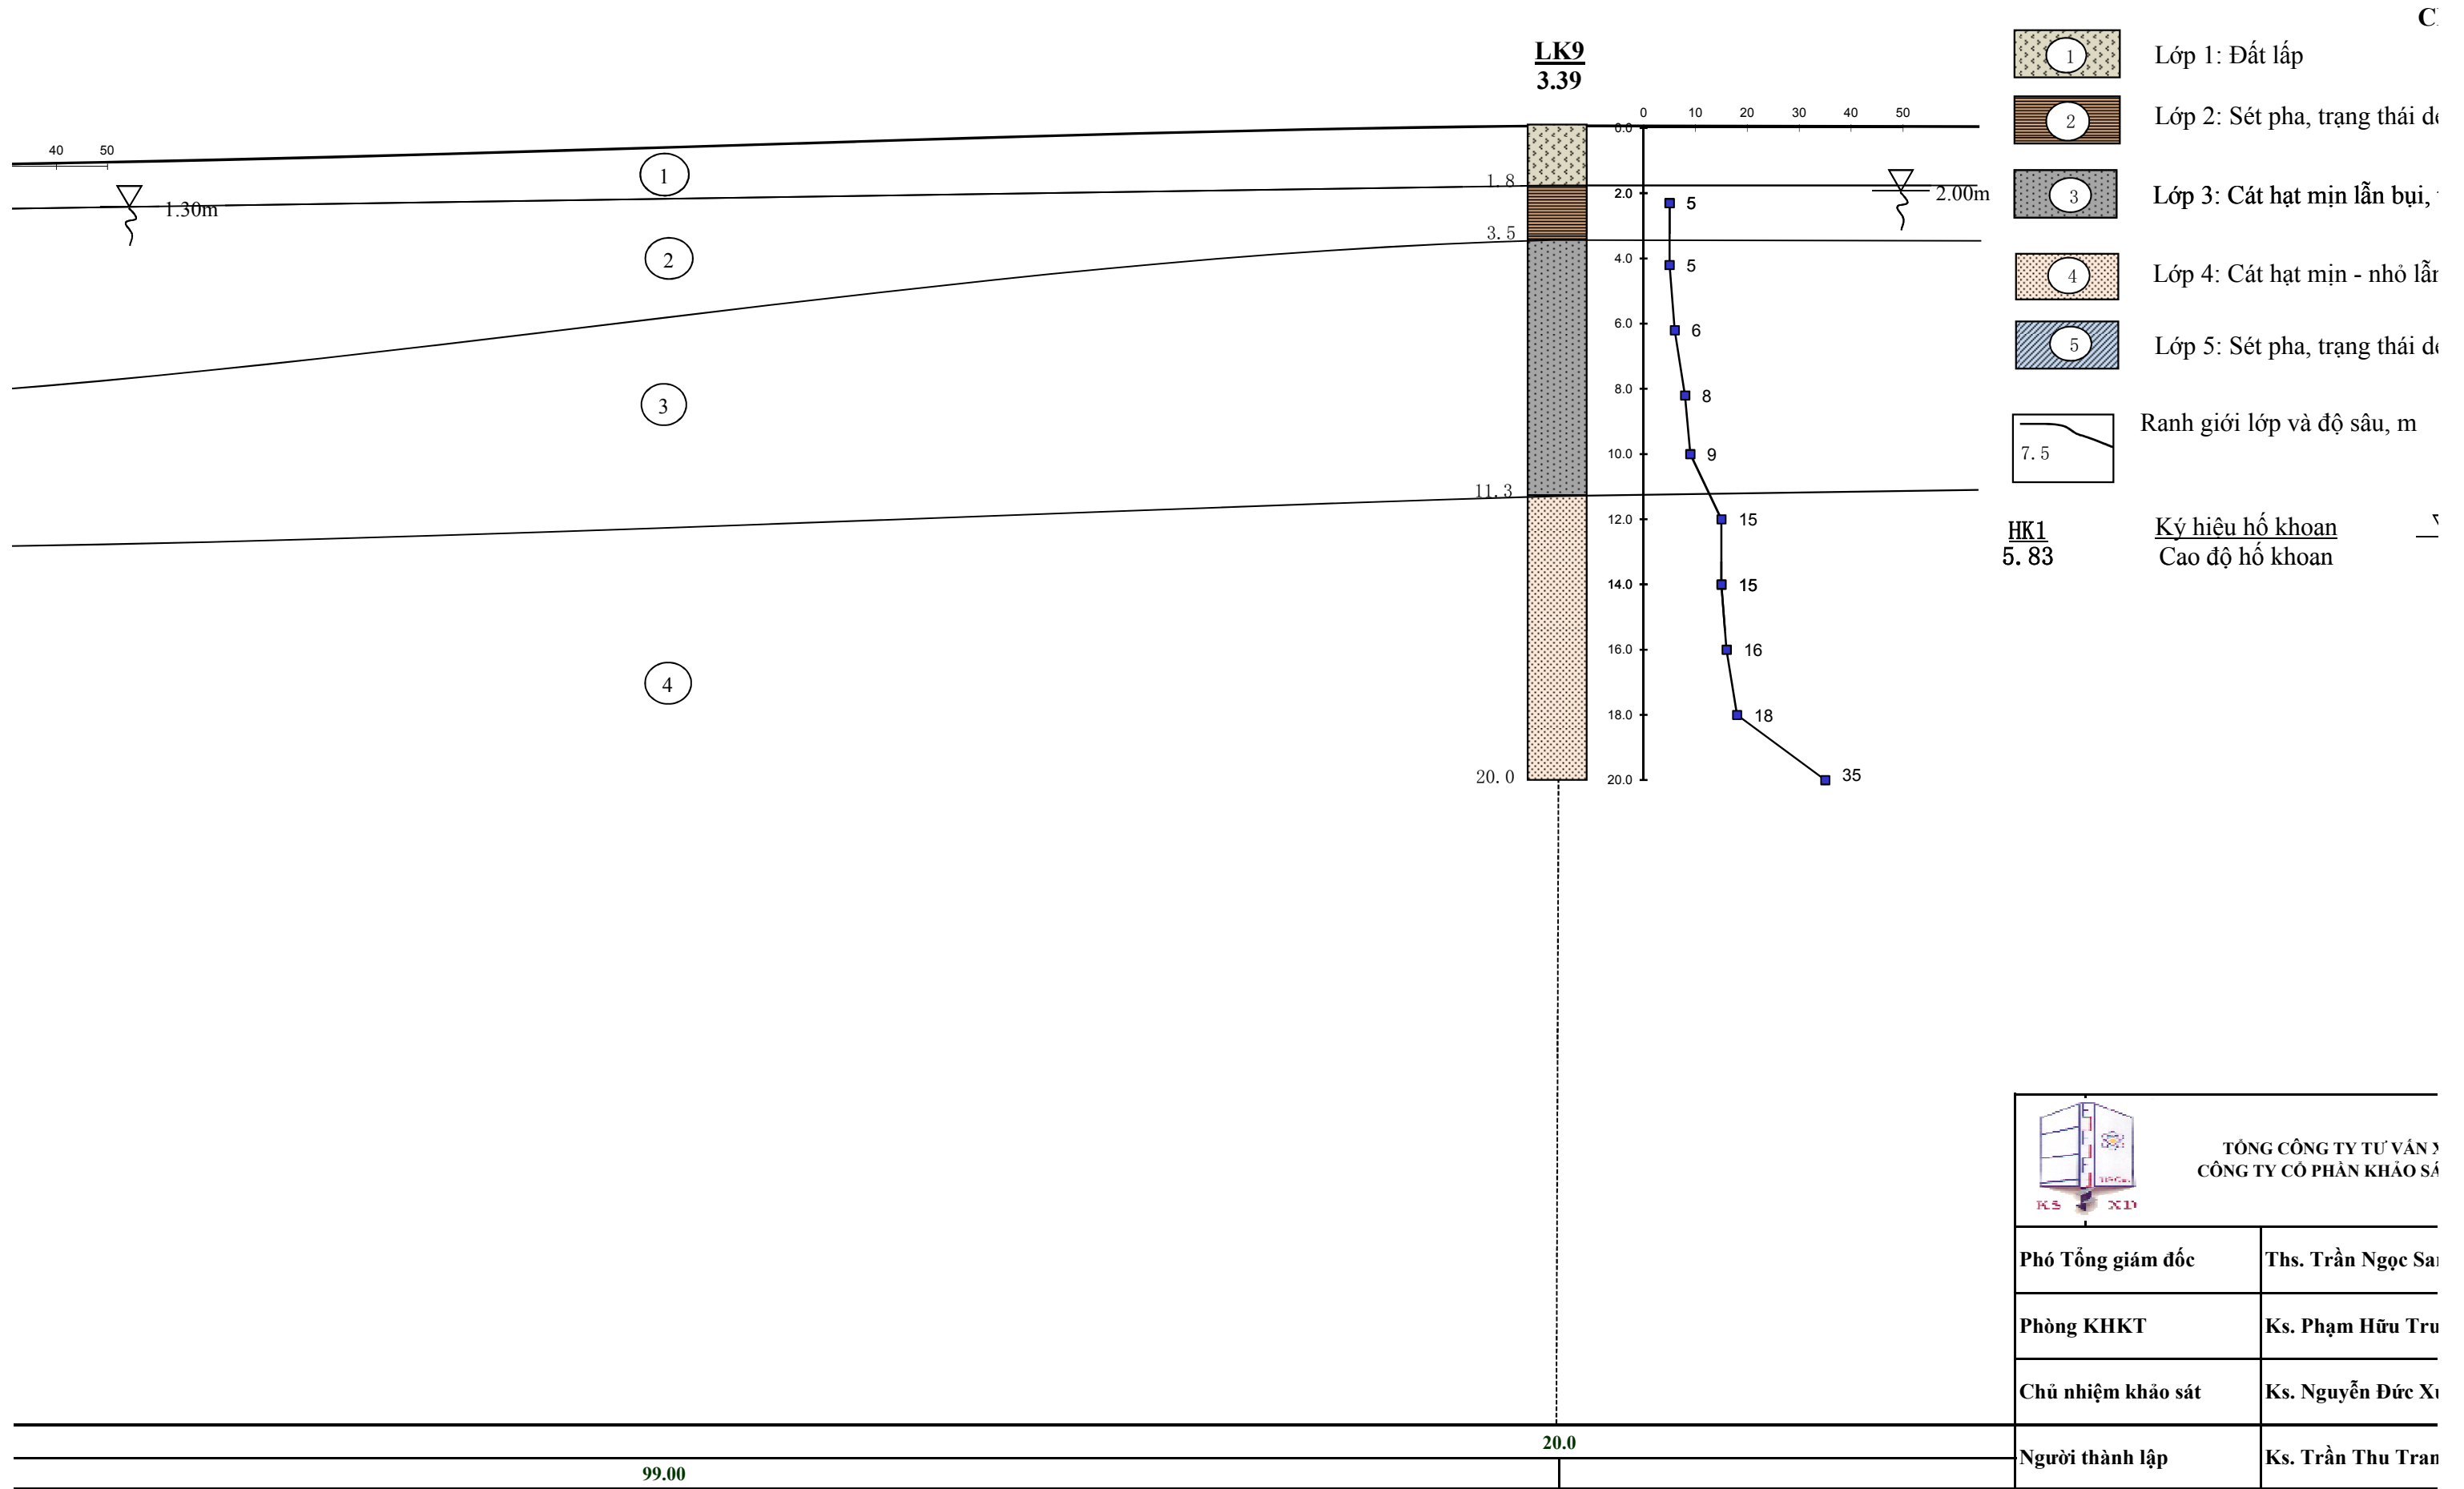 LK9
3.39
0 10 20 30 40 50
40 50
1.30m
1
2
3
4
1.8
3.5
11.3
20.0
0.0
2.0
4.0
6.0
8.0
10.0
12.0
14.0
16.0
18.0
20.0
5
5
6
8
9
15
15
16
18
35
2.00m
1 Lớp 1: Đất lấp
2 Lớp 2: Sét pha, trạng thái
3 Lớp 3: Cát hạt mịn lẫn bụi,
4 Lớp 4: Cát hạt mịn - nhỏ
5 Lớp 5: Sét pha, trạng thái
7.5 Ranh giới lớp và độ sâu, m
HK1 Ký hiệu hố khoan
5.83 Cao độ hố khoan
TỔNG CÔNG TY TƯ VẤN
CÔNG TY CỔ PHẦN KHẢO
KS XD
Phó Tổng giám đốc Ths. Trần Ngọc
Phòng KHKT Ks. Phạm Hữu
Chủ nhiệm khảo sát Ks. Nguyễn Đức
Người thành lập Ks. Trần Thu
20.0
99.00